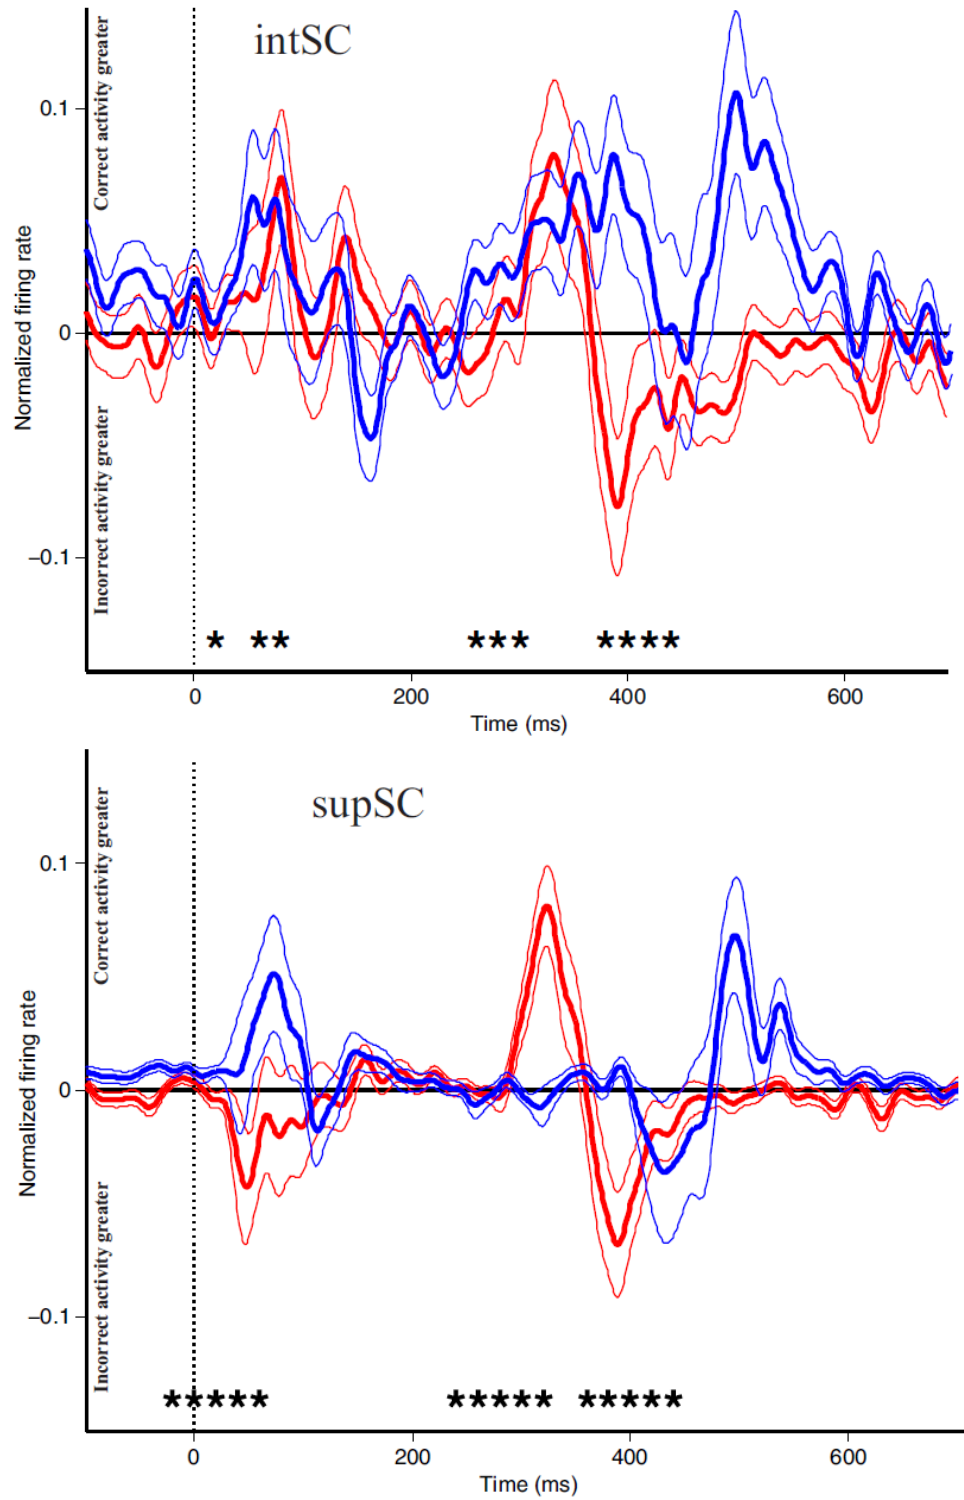 intSC
Correct activity greater
Incorrect activity greater
Normalized firing rate
0.1
0
−0.1
* ** *** ****
0 200 400 600
Time (ms)
supSC
Correct activity greater
Incorrect activity greater
Normalized firing rate
0.1
0
−0.1
***** ***** *****
0 200 400 600
Time (ms)